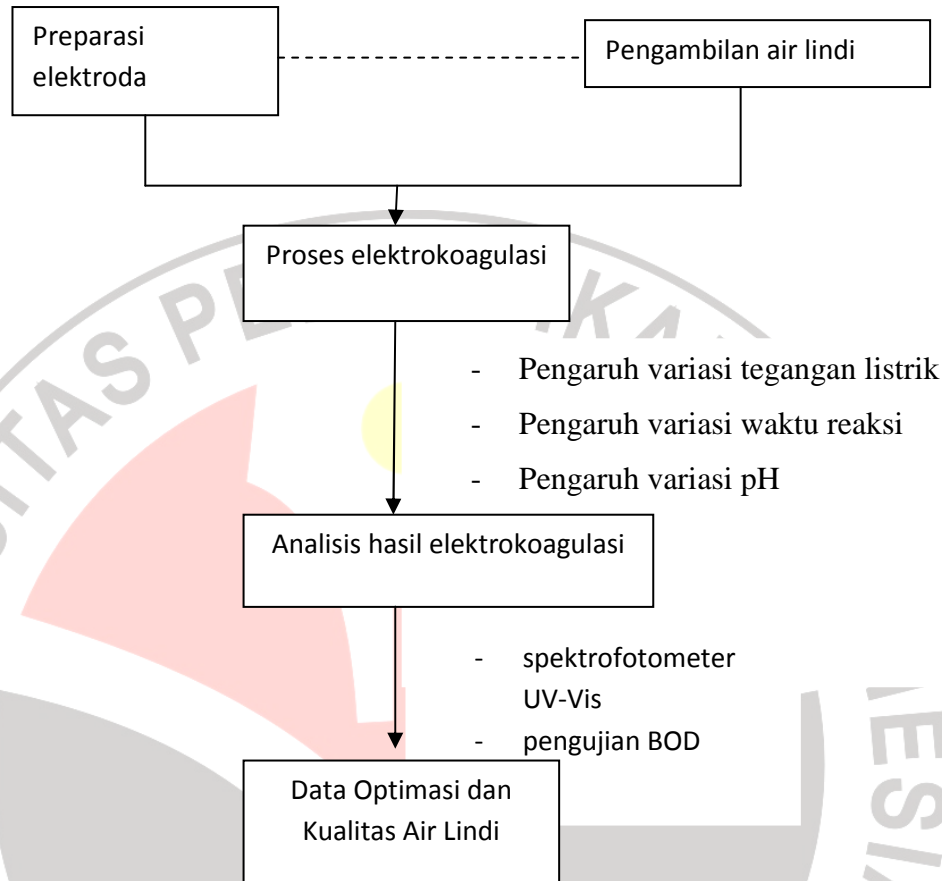 Preparasi
elektroda
Pengambilan air lindi
Proses elektrokoagulasi
- Pengaruh variasi tegangan listrik
- Pengaruh variasi waktu reaksi
- Pengaruh variasi pH
Analisis hasil elektrokoagulasi
- spektrofotometer
UV-Vis
- pengujian BOD
Data Optimasi dan
Kualitas Air Lindi